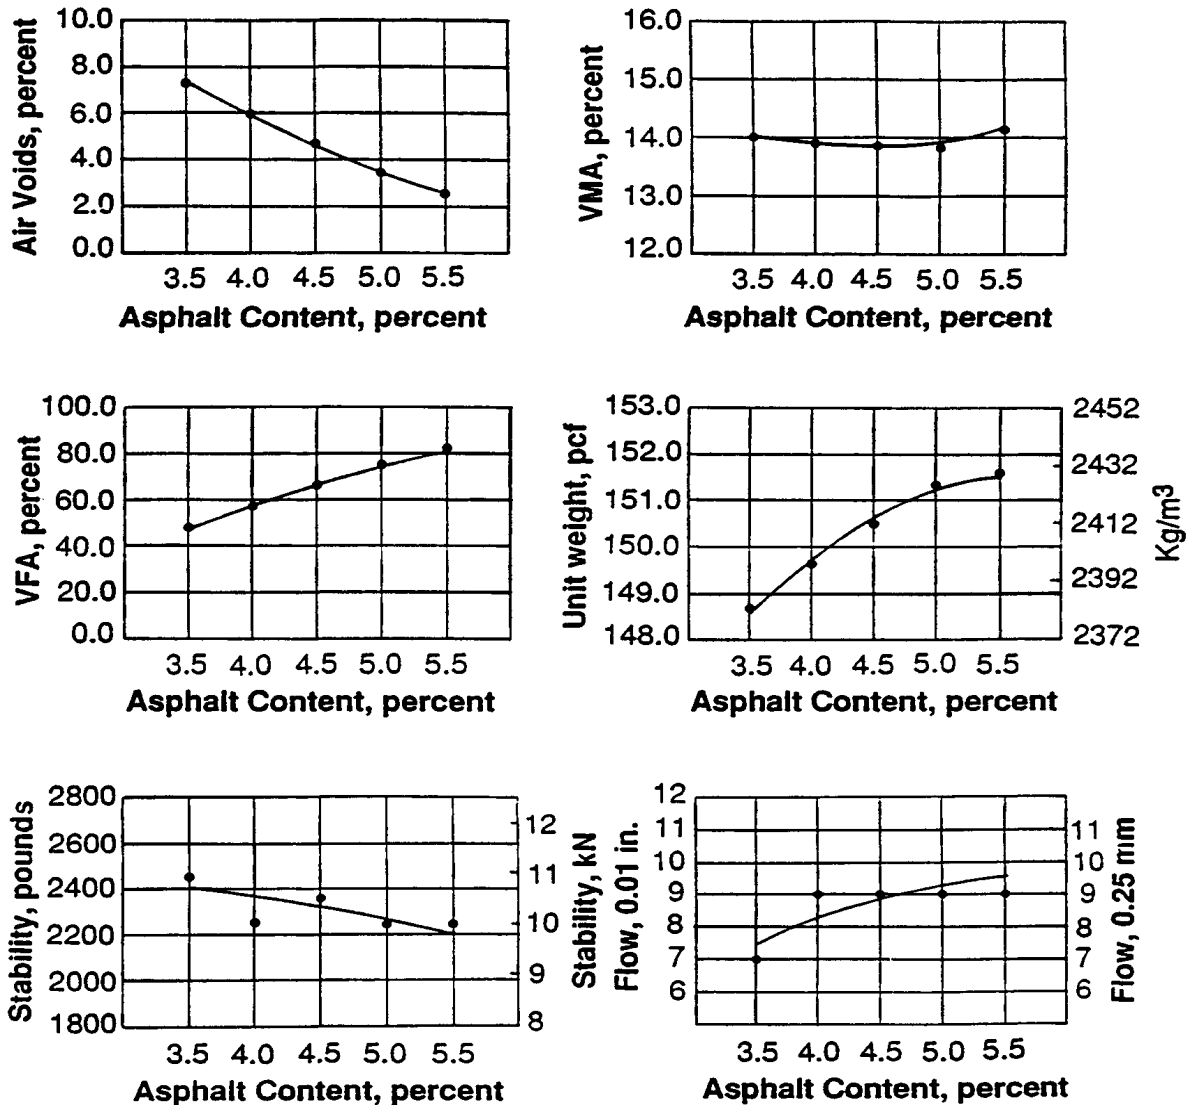 Air Voids, percent
10.0
8.0
6.0
4.0
2.0
0.0
3.5 4.0 4.5 5.0 5.5
Asphalt Content, percent
VMA, percent
16.0
15.0
14.0
13.0
12.0
3.5 4.0 4.5 5.0 5.5
Asphalt Content, percent
VFA, percent
100.0
80.0
60.0
40.0
20.0
0.0
3.5 4.0 4.5 5.0 5.5
Asphalt Content, percent
Unit weight, pcf
153.0
152.0
151.0
150.0
149.0
148.0
2452
2432
2412
2392
2372
Kg/m³
3.5 4.0 4.5 5.0 5.5
Asphalt Content, percent
Stability, pounds
2800
2600
2400
2200
2000
1800
12
11
10
9
8
Stability, kN
3.5 4.0 4.5 5.0 5.5
Asphalt Content, percent
Flow, 0.01 in.
12
11
10
9
8
7
6
11
10
9
8
7
6
Flow, 0.25 mm
3.5 4.0 4.5 5.0 5.5
Asphalt Content, percent